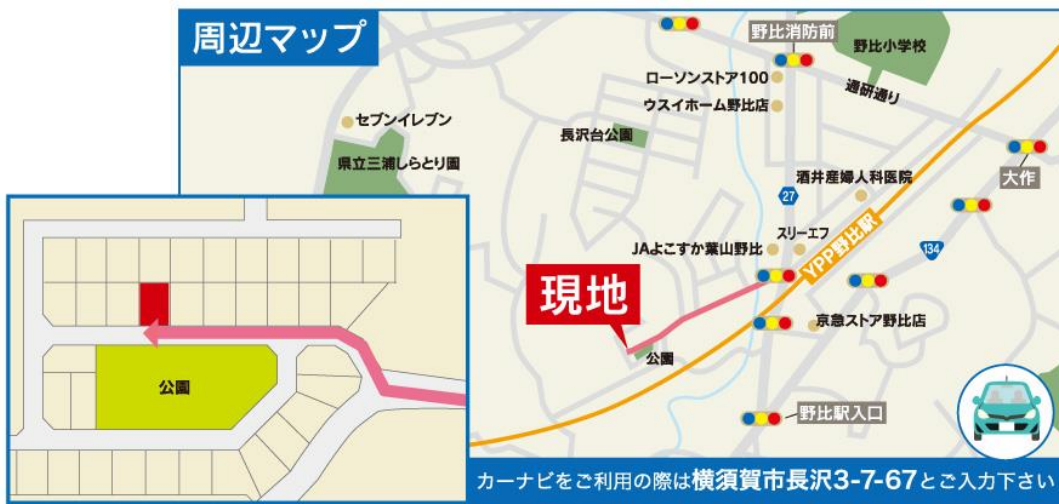 周辺マップ
野比消防前
野比小学校
ローソンストア100
通研通り
ウスイホーム野比店
セブンイレブン
長沢台公園
県立三浦しらとり園
大作
酒井産婦人科医院
27
スリーエフ
JAよこすか葉山野比
YPP野比駅
134
現地
京急ストア野比店
公園
公園
野比駅入口
カーナビをご利用の際は横須賀市長沢3-7-67とご入力下さい